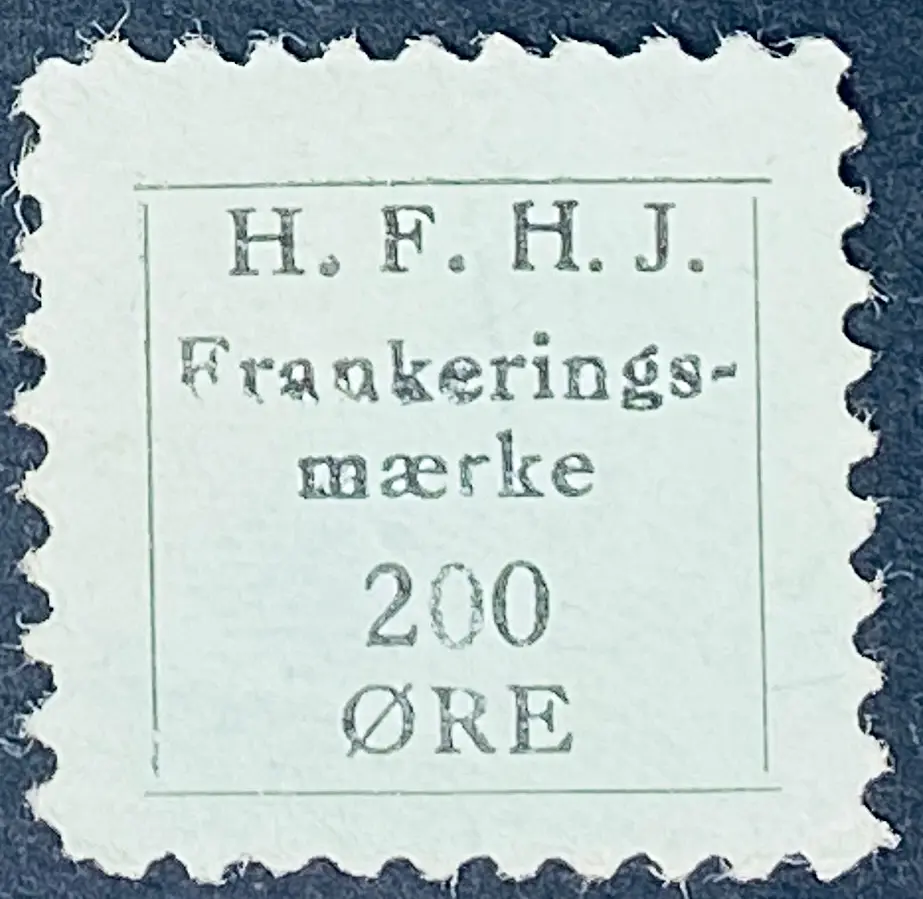 H. F. H. J.
Frankerings-
mærke
200
ØRE